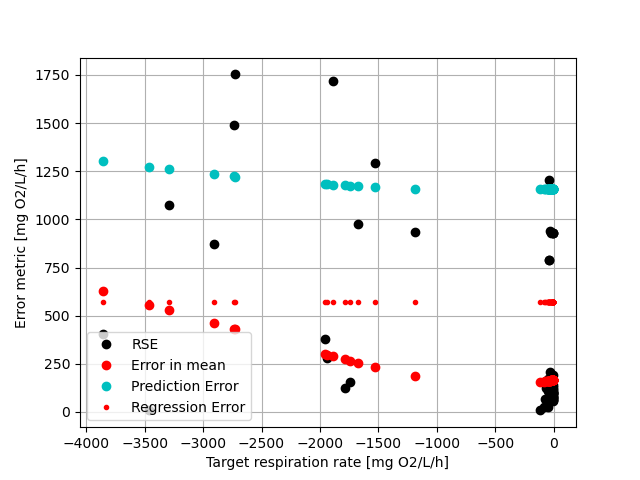 1750
1500
1250
1000
750
500
250
0
Error metric [mg O2/L/h]
RSE
Error in mean
Prediction Error
Regression Error
−4000 −3500 −3000 −2500 −2000 −1500 −1000 −500 0
Target respiration rate [mg O2/L/h]